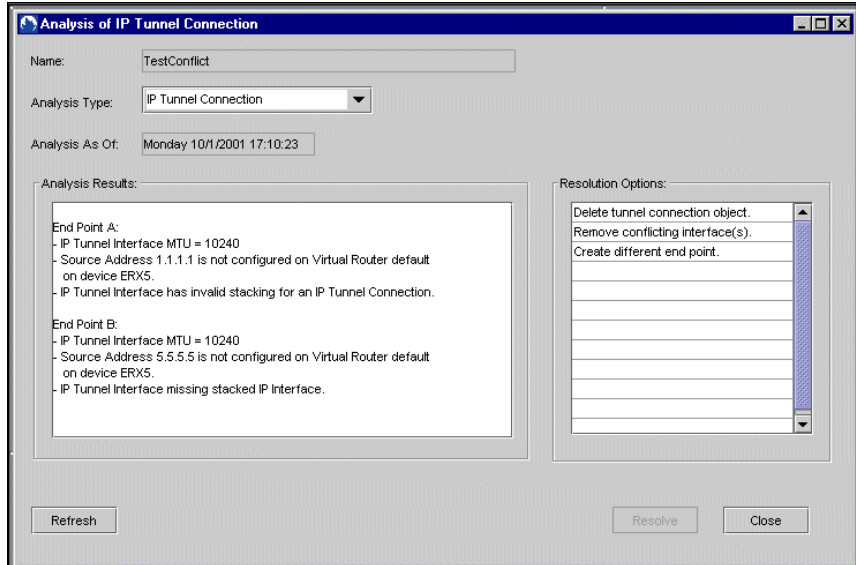 Analysis of IP Tunnel Connection
Name: TestConflict
Analysis Type: IP Tunnel Connection
Analysis As Of: Monday 10/1/2001 17:10:23
Analysis Results:
End Point A:
- IP Tunnel Interface MTU = 10240
- Source Address 1.1.1.1 is not configured on Virtual Router default
on device ERX5.
- IP Tunnel Interface has invalid stacking for an IP Tunnel Connection.
End Point B:
- IP Tunnel Interface MTU = 10240
- Source Address 5.5.5.5 is not configured on Virtual Router default
on device ERX5.
- IP Tunnel Interface missing stacked IP Interface.
Resolution Options:
Delete tunnel connection object.
Remove conflicting interface(s).
Create different end point.
Refresh
Resolve
Close